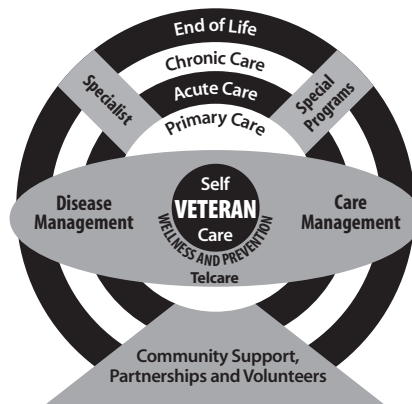 End of Life
Chronic Care
Acute Care
Primary Care
Specialist
Special
Programs
Disease
Management
Self
VETERAN
Care
WELLNESS AND PREVENTION
Telcare
Care
Management
Community Support,
Partnerships and Volunteers